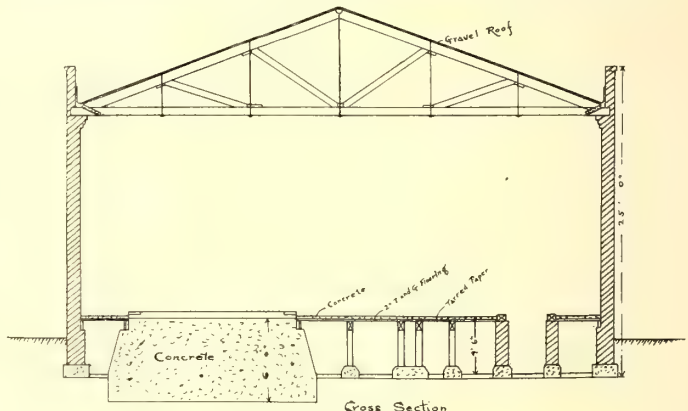 Gravel Roof
25' 0"
Concrete
2" T and G Flooring
Tarred Paper
Concrete
Cross Section